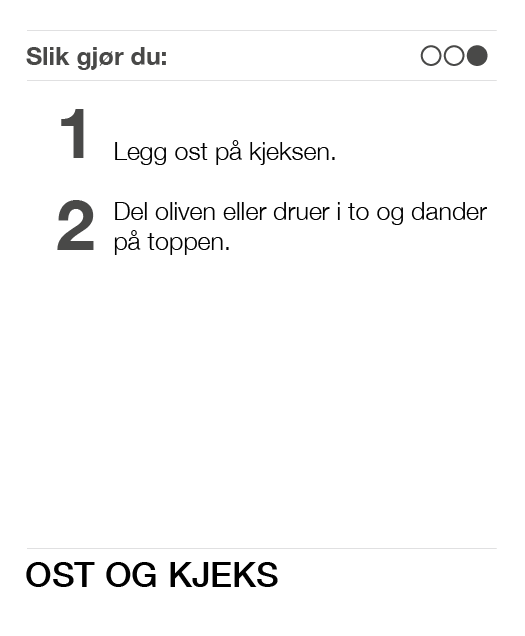 Slik gjør du:
1
Legg ost på kjeksen.
2
Del oliven eller druer i to og dander
på toppen.
OST OG KJEKS